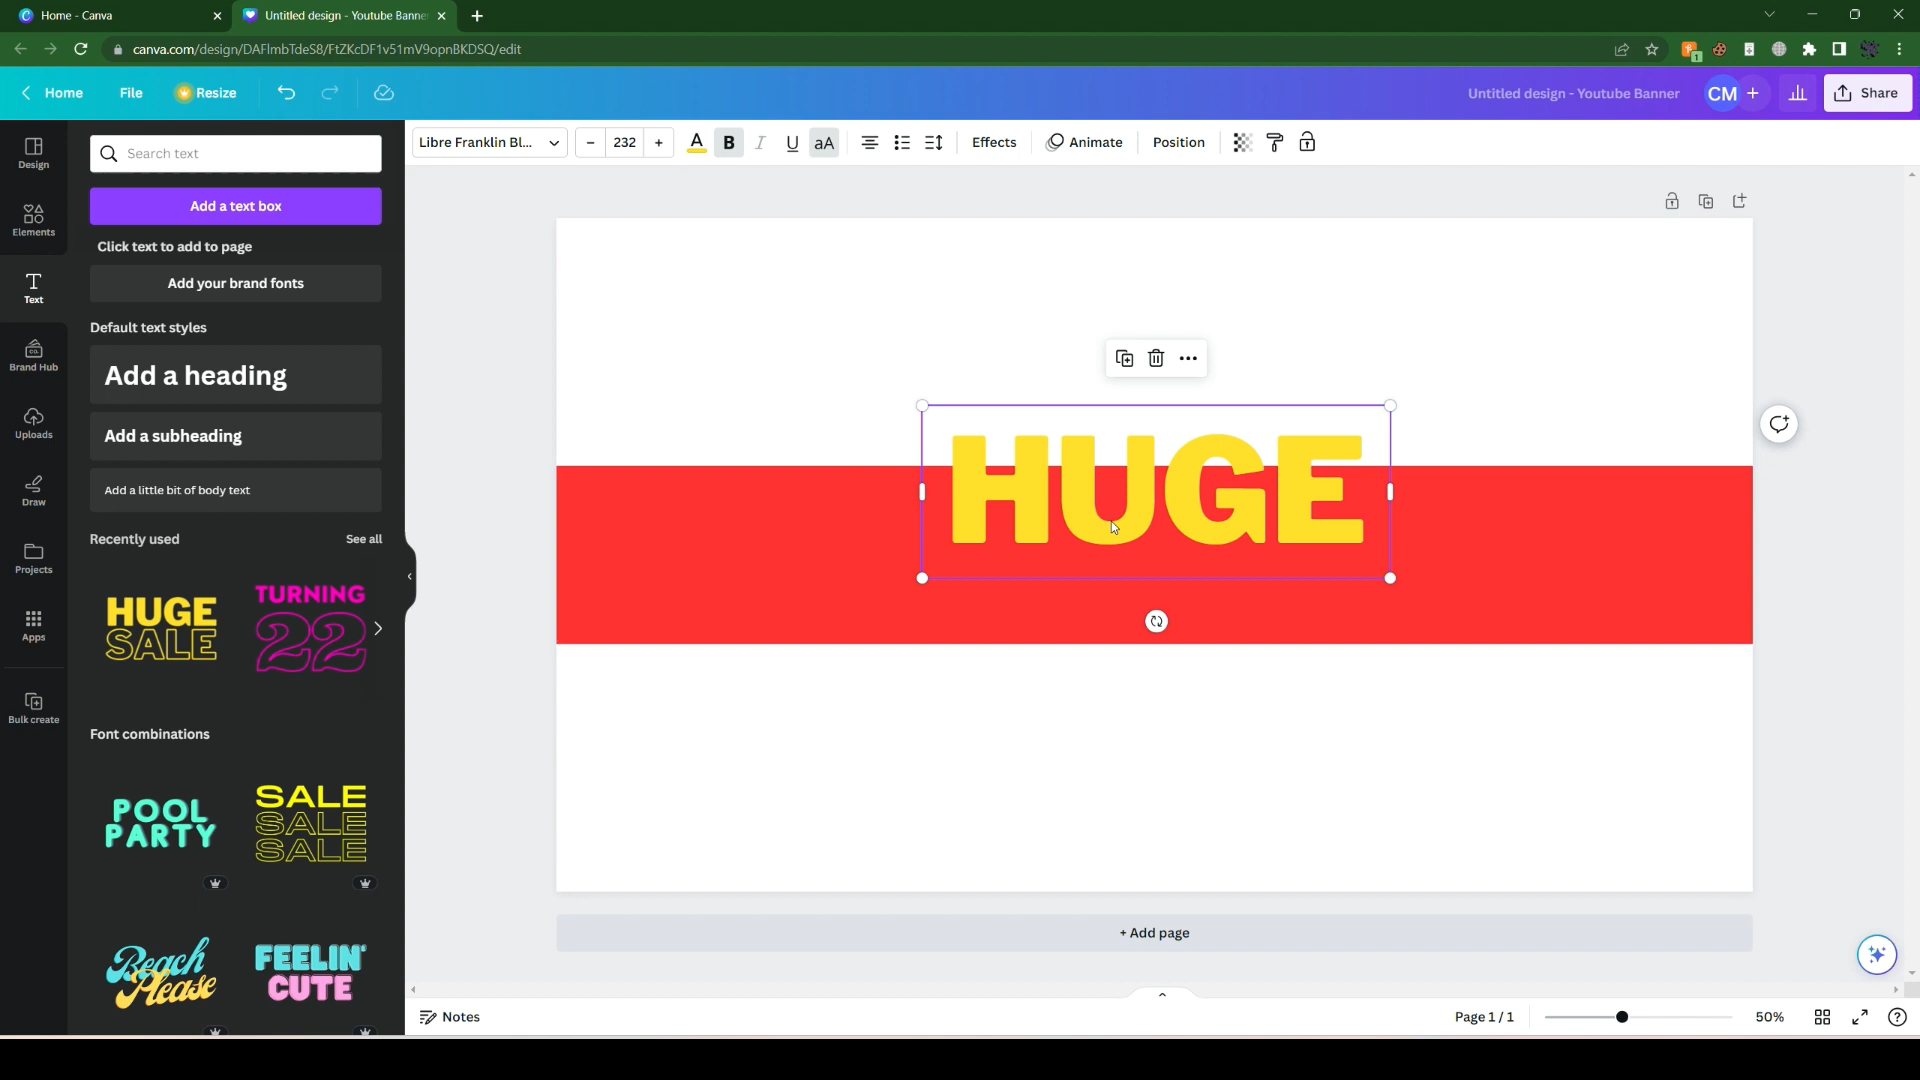 Home - Canva
Untitled design - Youtube Banne
canva.com/design/DAFlmbTdeS8/FtZKcDF1v51mV9opnBKDSQ/edit
1
Home
File
Resize
Untitled design - Youtube Banner
CM
+
Share
Design
Elements
Text
Brand Hub
Uploads
Draw
Projects
Apps
Bulk create
Search text
Add a text box
Click text to add to page
Add your brand fonts
Default text styles
Add a heading
Add a subheading
Add a little bit of body text
Recently used
See all
HUGE
SALE
TURNING
22
Font combinations
POOL
PARTY
SALE
SALE
SALE
Beach
Please
FEELIN'
CUTE
Libre Franklin Bl...
- 232 +
A B I U aA
Effects
Animate
Position
HUGE
+ Add page
Notes
Page 1 / 1
50%